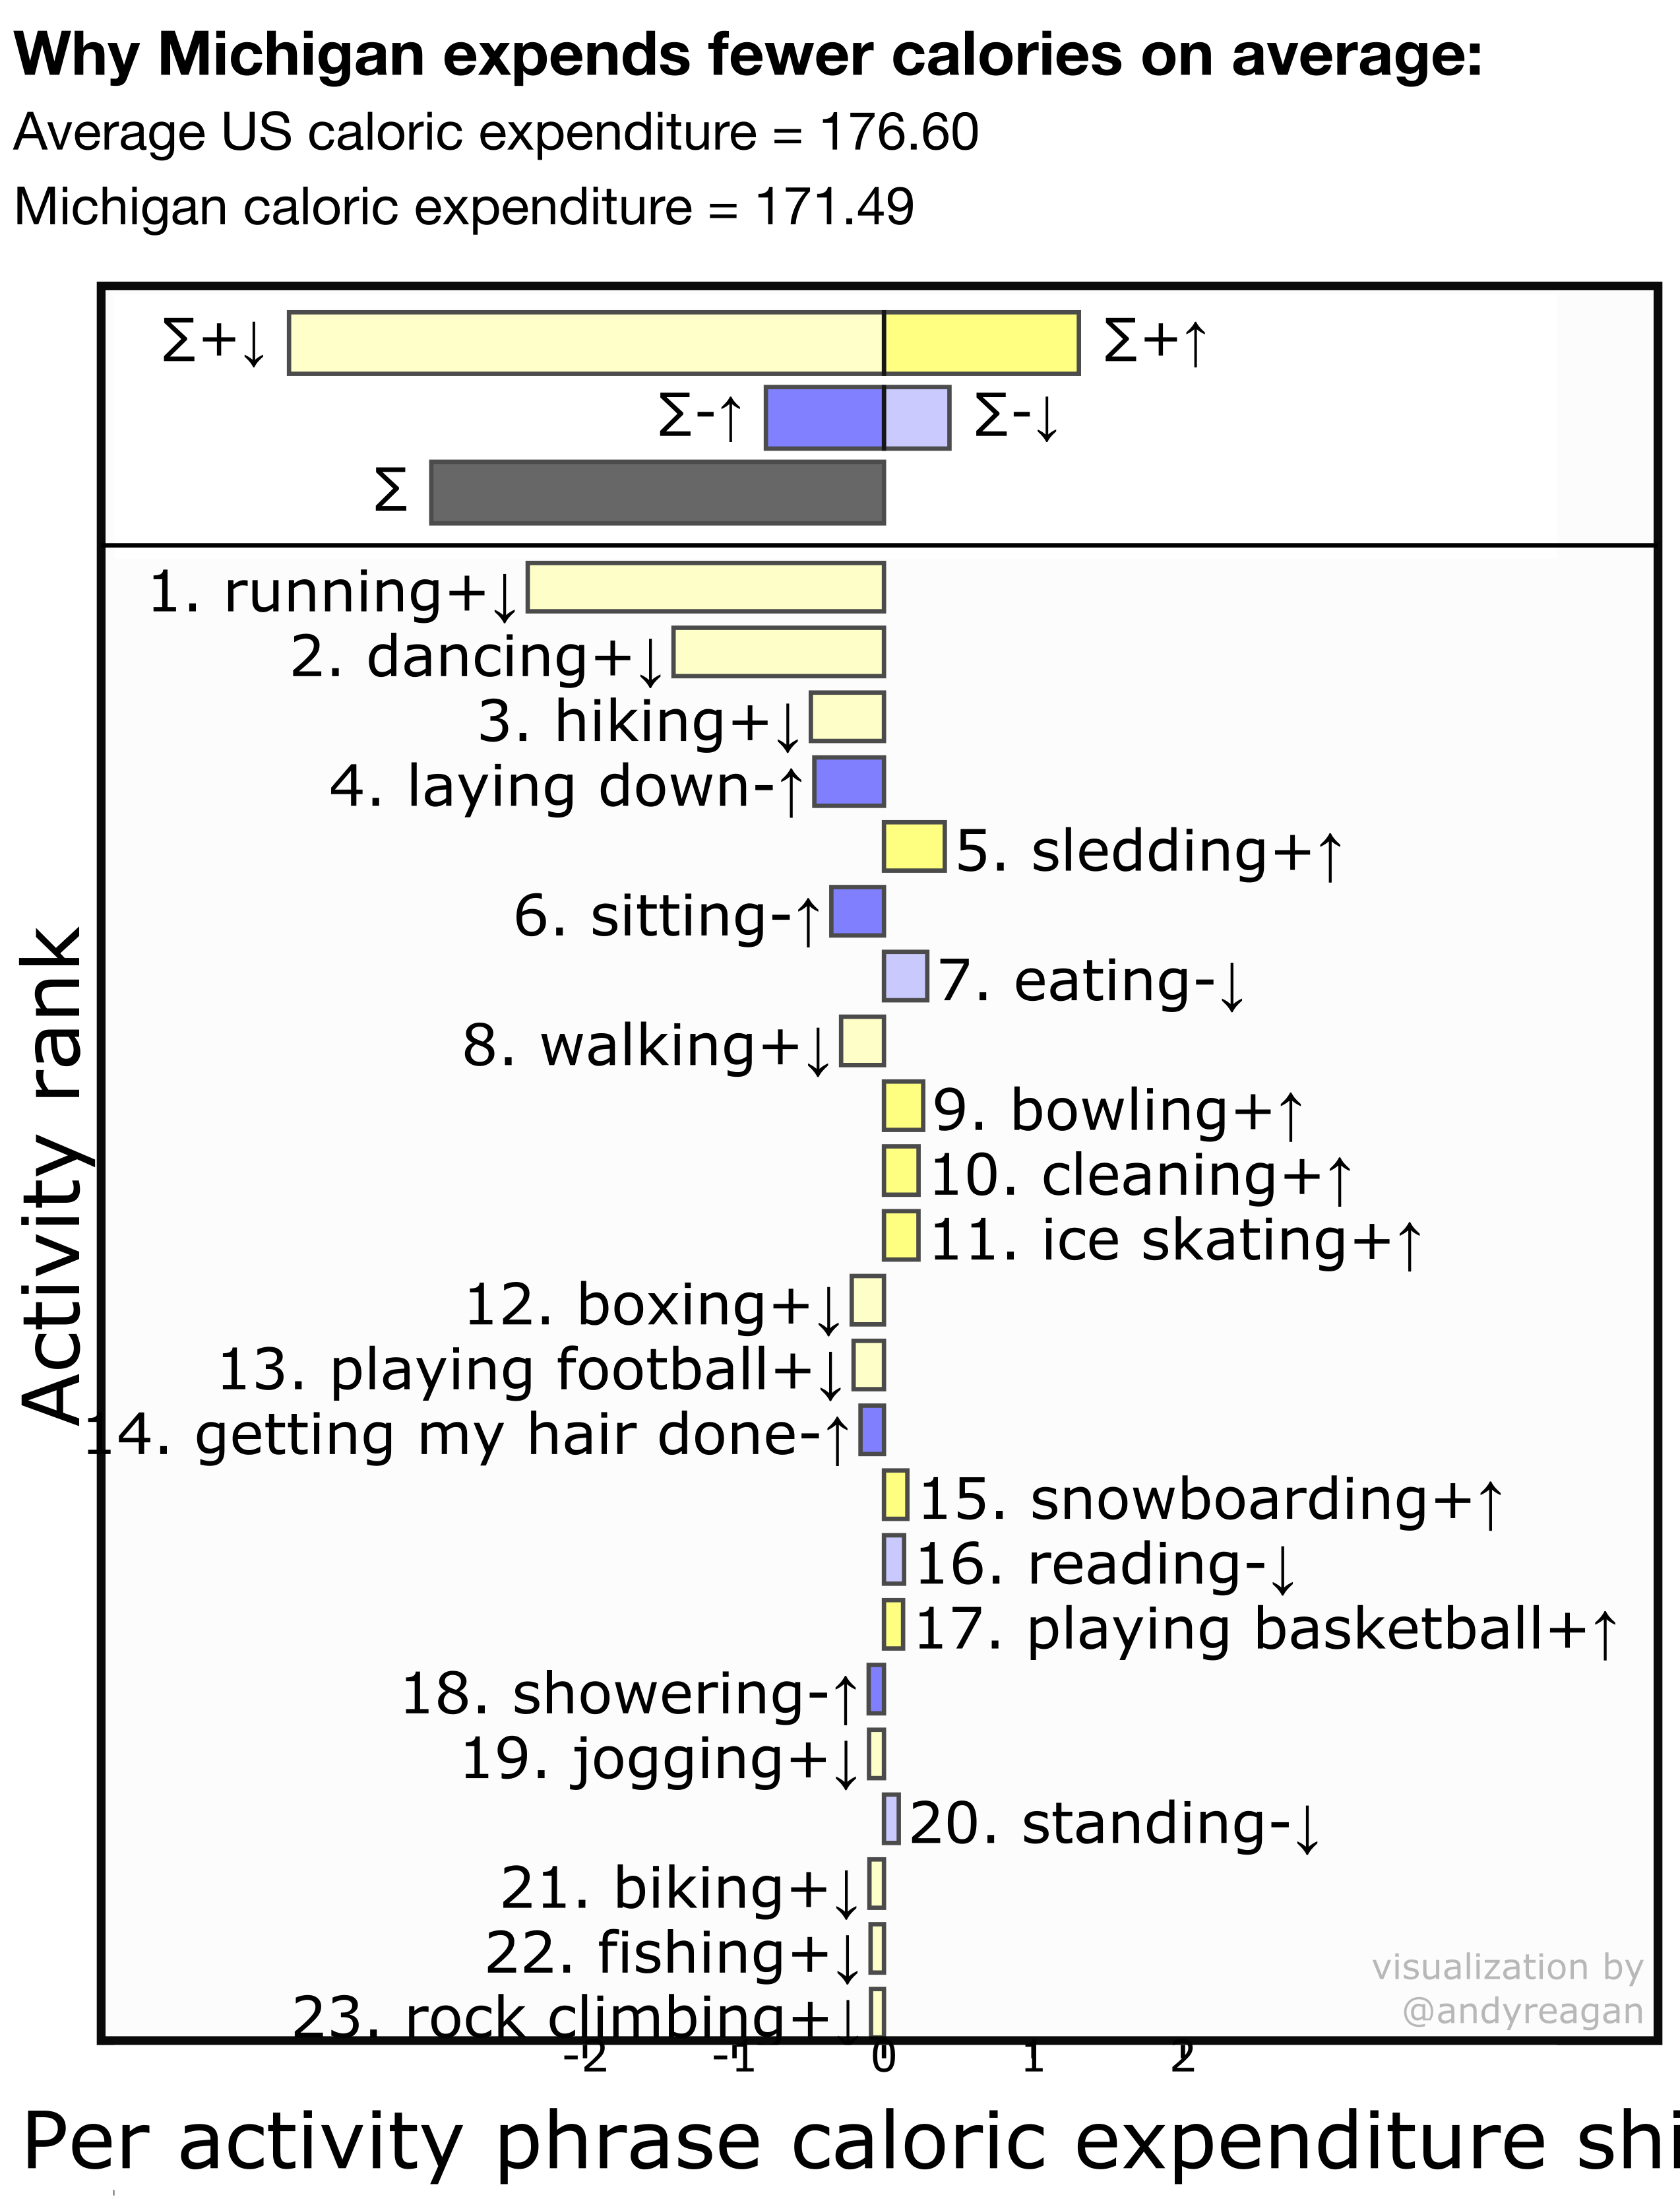 Why Michigan expends fewer calories on average:
Average US caloric expenditure = 176.60
Michigan caloric expenditure = 171.49
∑+↓ ∑+↑
∑-↑ ∑-↓
∑
1. running+↓
2. dancing+↓
3. hiking+↓
4. laying down-↑
5. sledding+↑
6. sitting-↑
7. eating-↓
8. walking+↓
9. bowling+↑
10. cleaning+↑
11. ice skating+↑
12. boxing+↓
13. playing football+↓
14. getting my hair done-↑
15. snowboarding+↑
16. reading-↓
17. playing basketball+↑
18. showering-↑
19. jogging+↓
20. standing-↓
21. biking+↓
22. fishing+↓
23. rock climbing+↓
Activity rank
visualization by
@andyreagan
-2 -1 0 1 2
Per activity phrase caloric expenditure shi